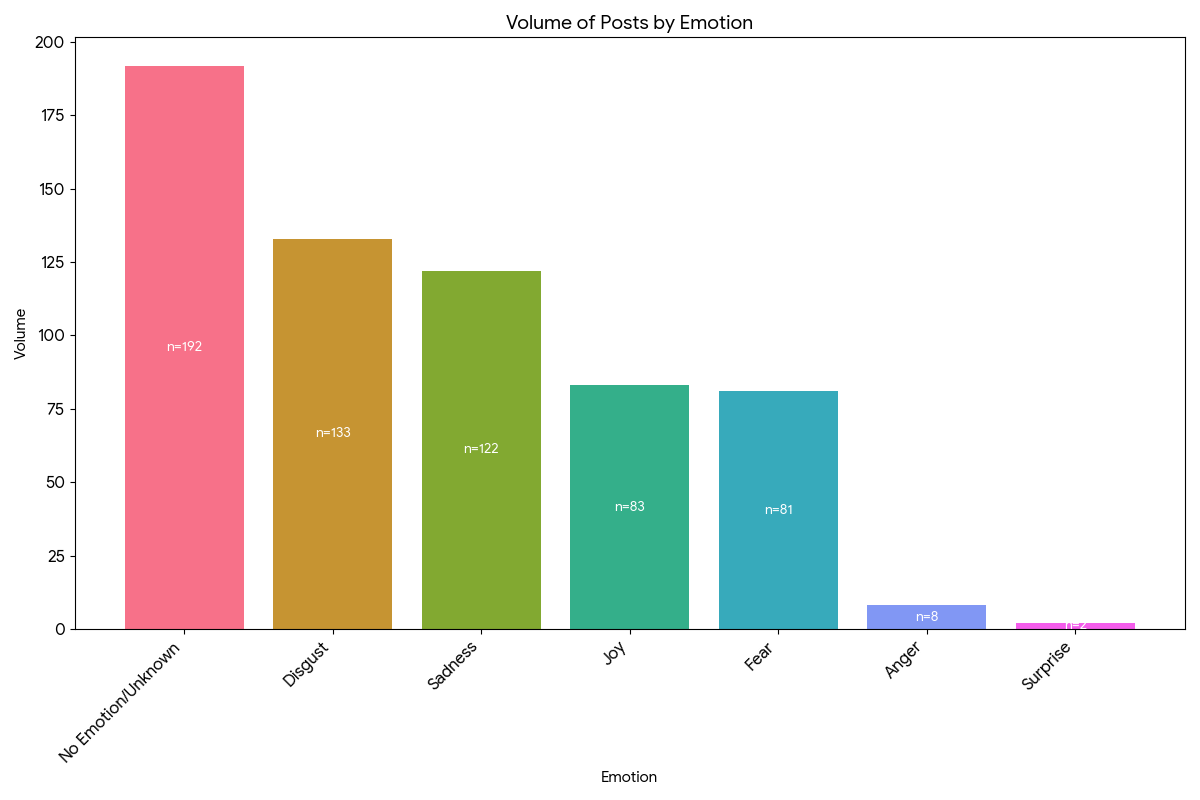 Volume of Posts by Emotion
Volume
200
175
150
125
100
75
50
25
0
n=192
n=133
n=122
n=83
n=81
n=8
n=2
No Emotion/Unknown
Disgust
Sadness
Joy
Fear
Anger
Surprise
Emotion